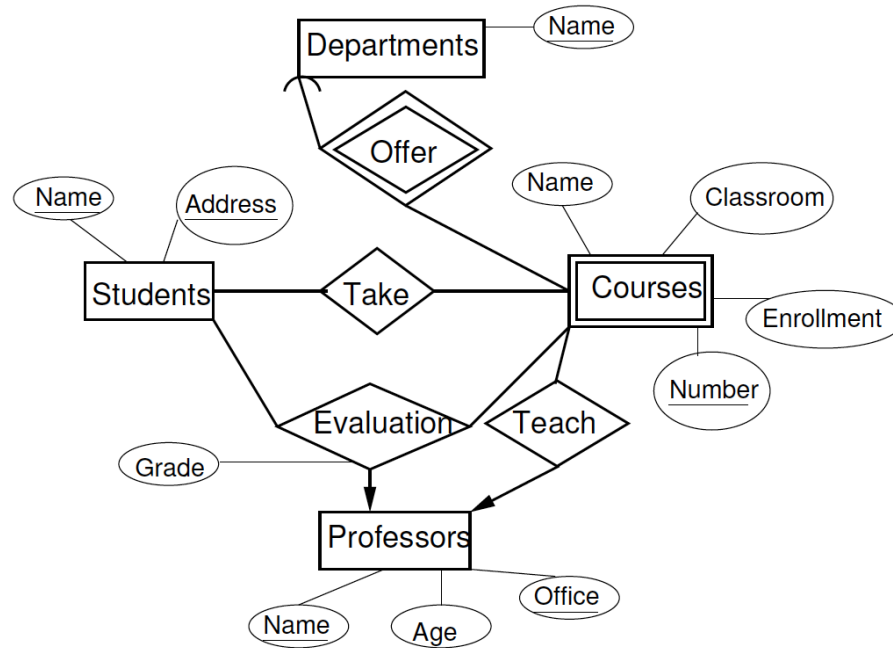 Departments
Name
Offer
Name
Classroom
Name
Address
Students
Take
Courses
Enrollment
Number
Evaluation
Teach
Grade
Professors
Name
Age
Office